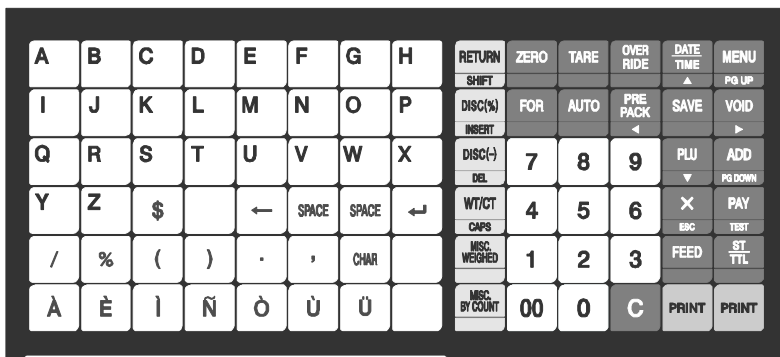 A B C D E F G H RETURN ZERO TARE OVER RIDE DATE TIME MENU
SHIFT ▲ PG UP
I J K L M N O P DISC(%) FOR AUTO PRE PACK SAVE VOID
INSERT ◀ ▶
Q R S T U V W X DISC(-) 7 8 9 PLU ADD
DEL ▼ PG DOWN
Y Z $ ← SPACE SPACE ↵ WT/CT 4 5 6 × PAY
CAPS ESC TEST
/ % ( ) · , CHAR MISC. WEIGHED 1 2 3 FEED ST TTL
À È Ì Ñ Ò Ù Ü MISC. BY COUNT 00 0 C PRINT PRINT